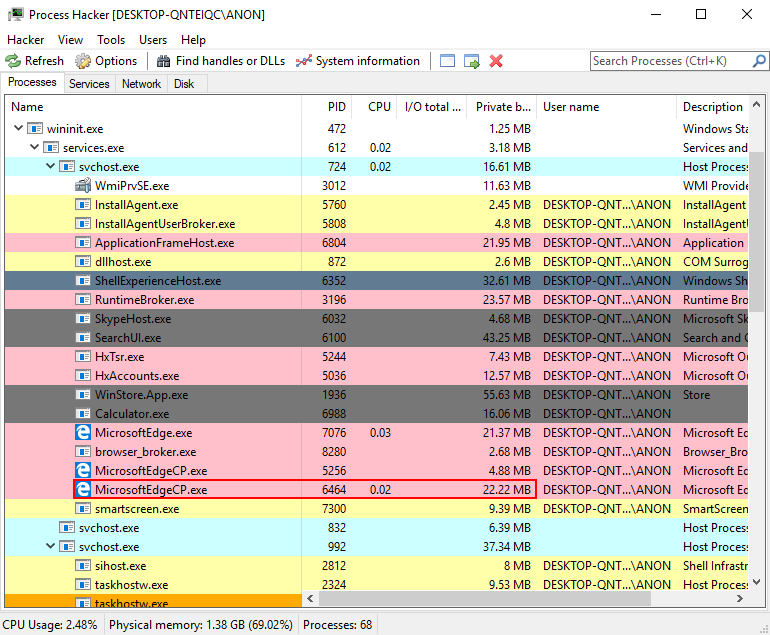 Process Hacker [DESKTOP-QNTEIQC\ANON]
Hacker View Tools Users Help
Refresh Options Find handles or DLLs System information Search Processes (Ctrl+K)
Processes Services Network Disk
Name PID CPU I/O total ... Private b... User name Description
wininit.exe 472 1.25 MB Windows Sta
services.exe 612 0.02 3.18 MB Services and
svchost.exe 724 0.02 16.61 MB Host Proces
WmiPrvSE.exe 3012 11.63 MB WMI Provide
InstallAgent.exe 5760 2.45 MB DESKTOP-QNT...\ANON InstallAgent
InstallAgentUserBroker.exe 5808 4.8 MB DESKTOP-QNT...\ANON InstallAgentU
ApplicationFrameHost.exe 6804 21.95 MB DESKTOP-QNT...\ANON Application
dllhost.exe 872 2.6 MB DESKTOP-QNT...\ANON COM Surrog
ShellExperienceHost.exe 6352 32.61 MB DESKTOP-QNT...\ANON Windows Sh
RuntimeBroker.exe 3196 23.57 MB DESKTOP-QNT...\ANON Runtime Bro
SkypeHost.exe 6032 4.68 MB DESKTOP-QNT...\ANON Microsoft Sk
SearchUI.exe 6100 43.25 MB DESKTOP-QNT...\ANON Search and C
HxTsr.exe 5244 7.43 MB DESKTOP-QNT...\ANON Microsoft Ou
HxAccounts.exe 5036 12.57 MB DESKTOP-QNT...\ANON Microsoft Ou
WinStore.App.exe 1936 55.63 MB DESKTOP-QNT...\ANON Store
Calculator.exe 6988 16.06 MB DESKTOP-QNT...\ANON
MicrosoftEdge.exe 7076 0.03 21.37 MB DESKTOP-QNT...\ANON Microsoft Ed
browser_broker.exe 8280 2.68 MB DESKTOP-QNT...\ANON Browser_Bro
MicrosoftEdgeCP.exe 5256 4.88 MB DESKTOP-QNT...\ANON Microsoft Ed
MicrosoftEdgeCP.exe 6464 0.02 22.22 MB DESKTOP-QNT...\ANON Microsoft Ed
smartscreen.exe 7300 9.39 MB DESKTOP-QNT...\ANON SmartScreen
svchost.exe 832 6.39 MB Host Proces
svchost.exe 992 37.34 MB Host Proces
sihost.exe 2812 8 MB DESKTOP-QNT...\ANON Shell Infrastr
taskhostw.exe 2324 9.53 MB DESKTOP-QNT...\ANON Host Proces
taskhostw.exe
CPU Usage: 2.48% Physical memory: 1.38 GB (69.02%) Processes: 68